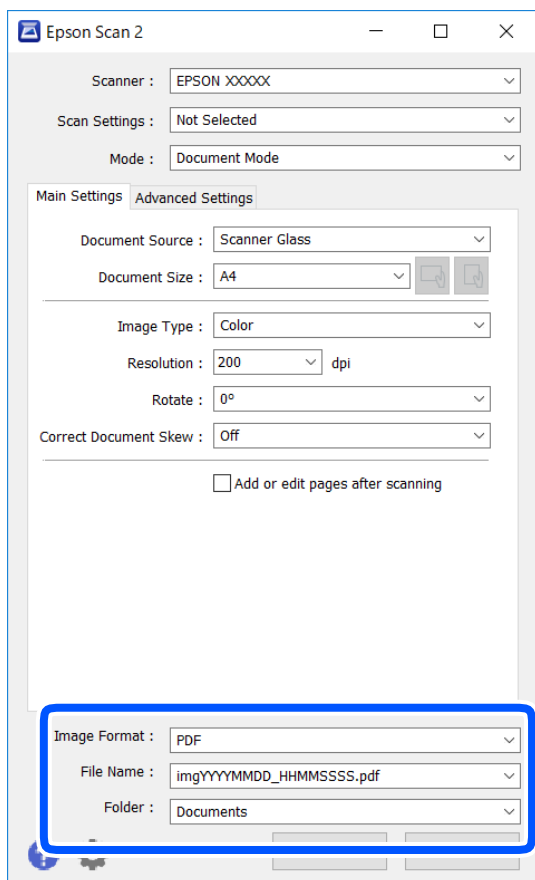 Epson Scan 2
Scanner : EPSON XXXXX
Scan Settings : Not Selected
Mode : Document Mode
Main Settings Advanced Settings
Document Source : Scanner Glass
Document Size : A4
Image Type : Color
Resolution : 200 dpi
Rotate : 0°
Correct Document Skew : Off
Add or edit pages after scanning
Image Format : PDF
File Name : imgYYYYMMDD_HHMMSSSS.pdf
Folder : Documents